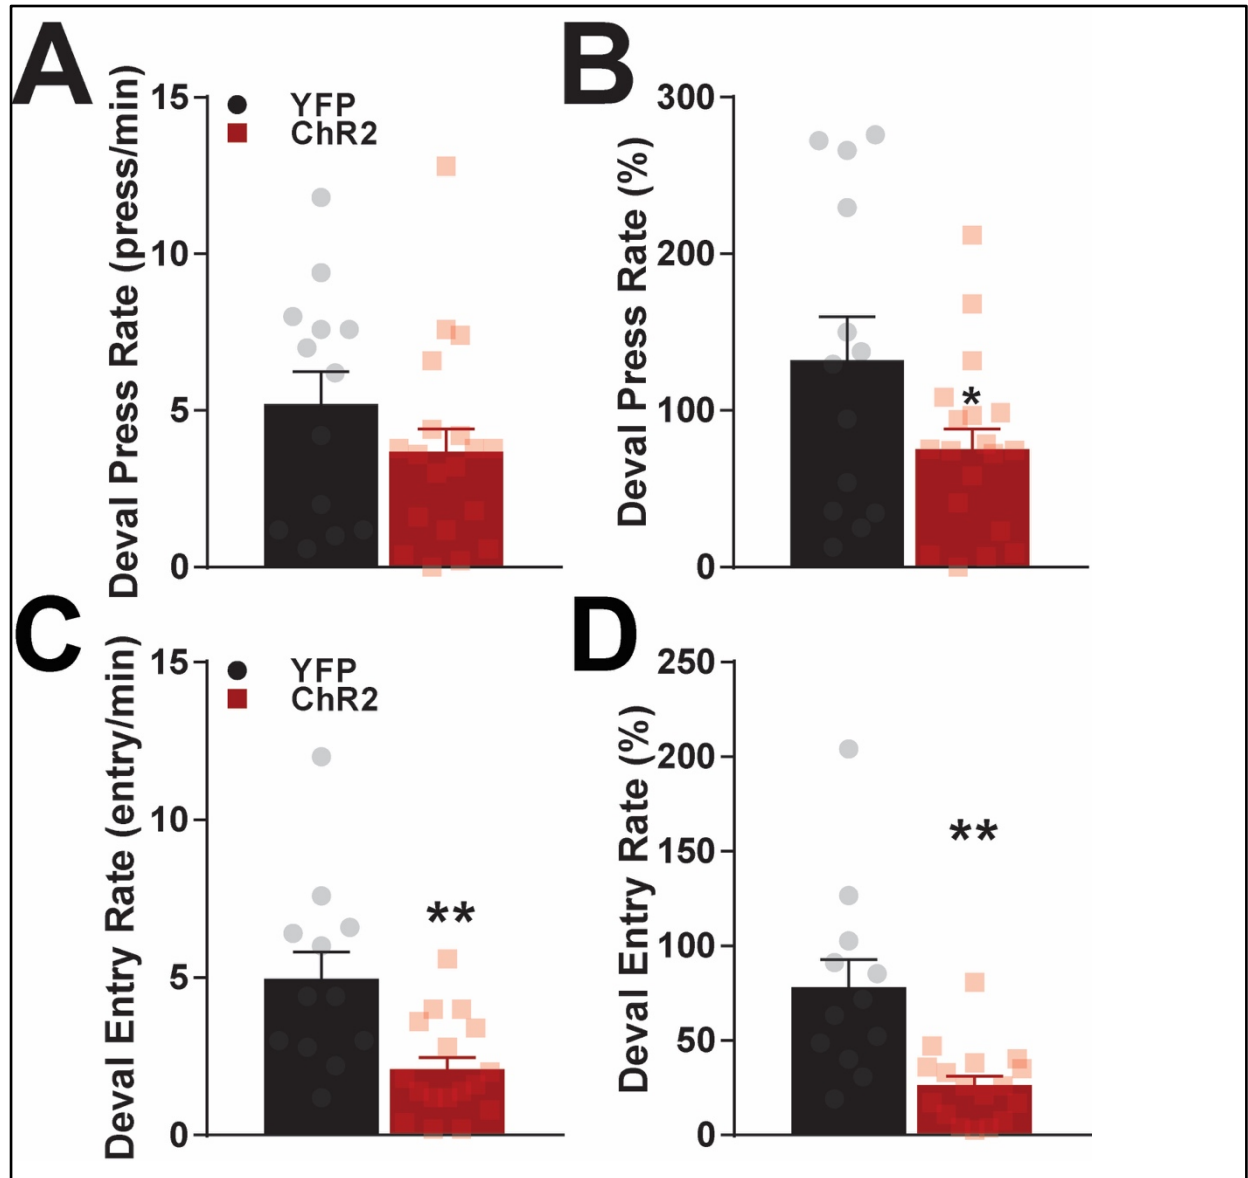 A
Deval Press Rate (press/min)
15
10
5
0
YFP
ChR2
B
Deval Press Rate (%)
300
200
100
0
*
C
Deval Entry Rate (entry/min)
15
10
5
0
YFP
ChR2
**
D
Deval Entry Rate (%)
250
200
150
100
50
0
**